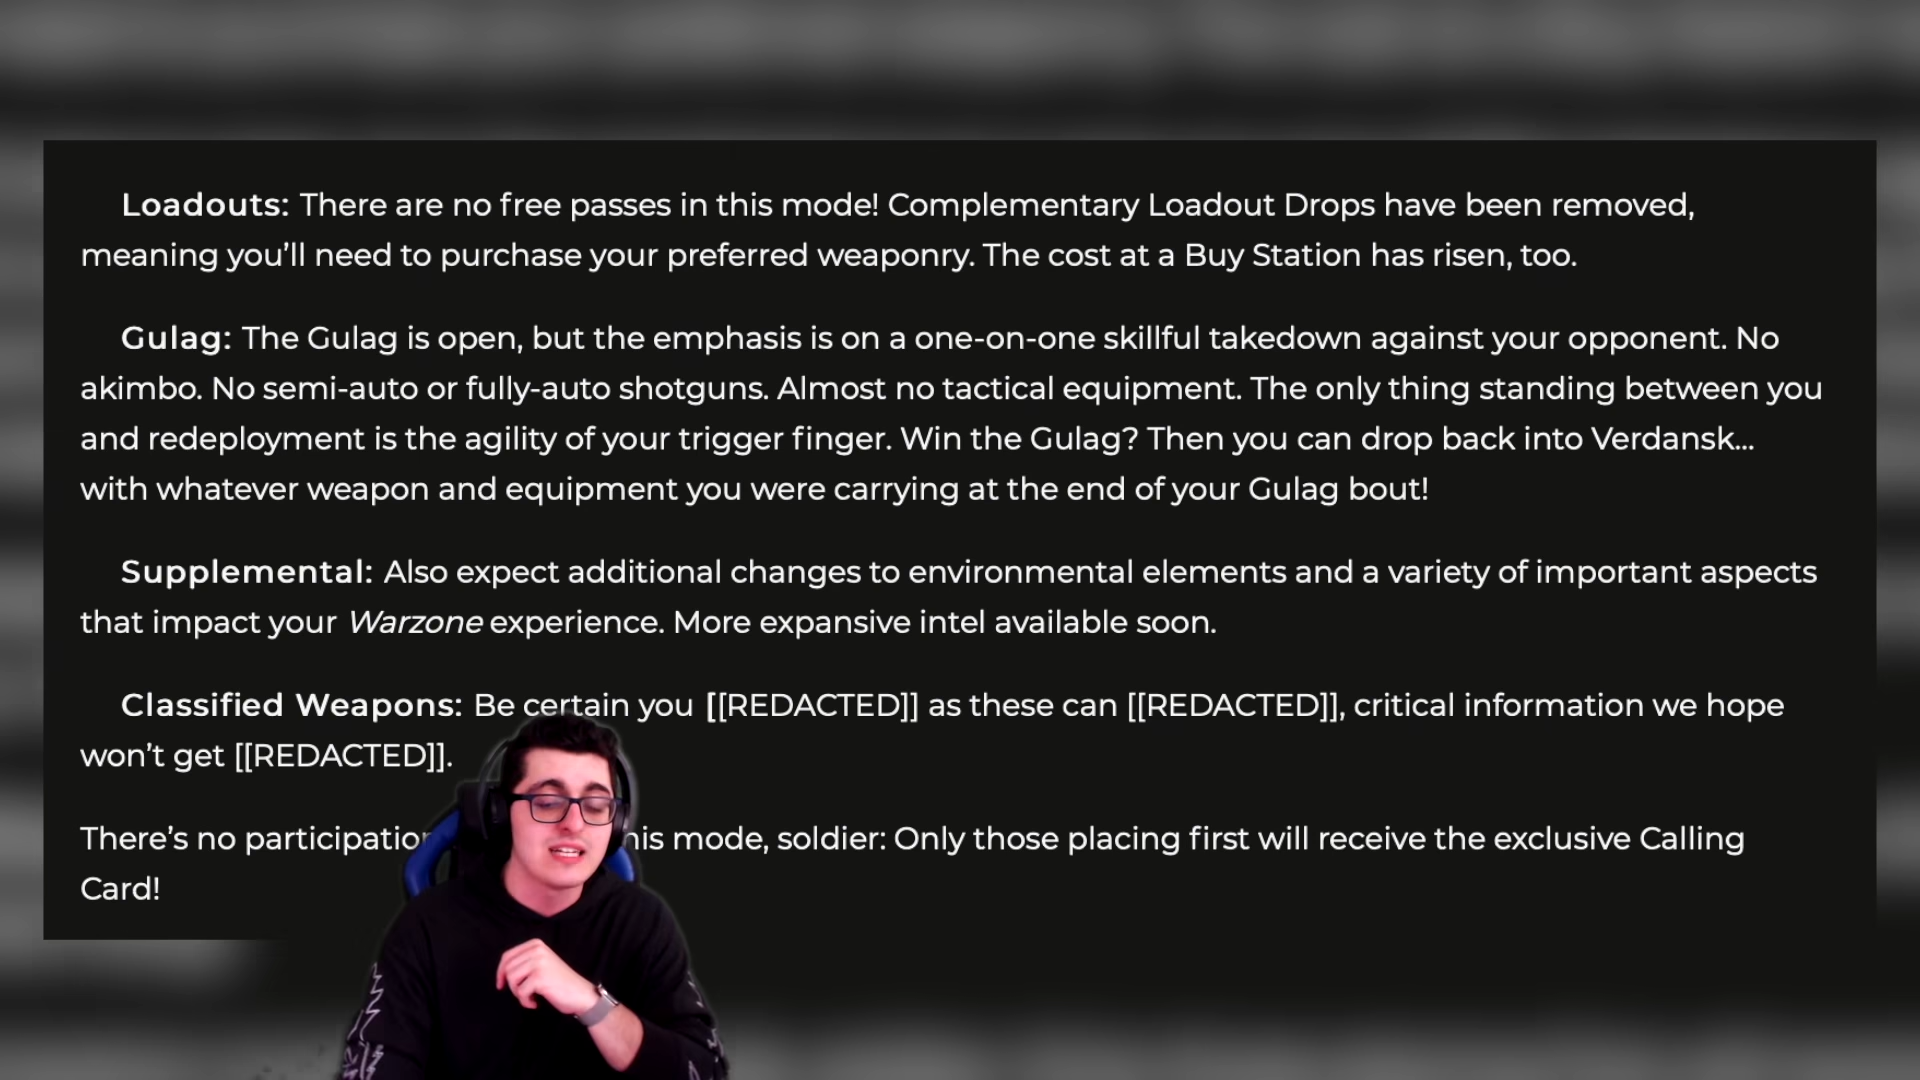 Loadouts: There are no free passes in this mode! Complementary Loadout Drops have been removed,
meaning you’ll need to purchase your preferred weaponry. The cost at a Buy Station has risen, too.
Gulag: The Gulag is open, but the emphasis is on a one-on-one skillful takedown against your opponent. No
akimbo. No semi-auto or fully-auto shotguns. Almost no tactical equipment. The only thing standing between you
and redeployment is the agility of your trigger finger. Win the Gulag? Then you can drop back into Verdansk...
with whatever weapon and equipment you were carrying at the end of your Gulag bout!
Supplemental: Also expect additional changes to environmental elements and a variety of important aspects
that impact your Warzone experience. More expansive intel available soon.
Classified Weapons: Be certain you [[REDACTED]] as these can [[REDACTED]], critical information we hope
won’t get [[REDACTED]].
There’s no mode, soldier: Only those placing first will receive the exclusive Calling
Card!